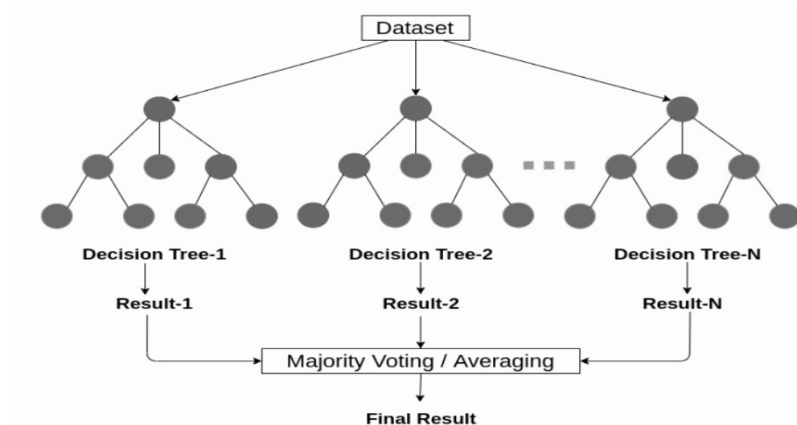 Dataset
Decision Tree-1
Decision Tree-2
Decision Tree-N
Result-1
Result-2
Result-N
Majority Voting / Averaging
Final Result